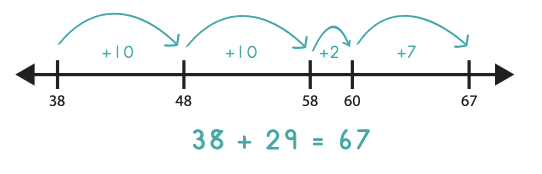 +10 +10 +2 +7
38 48 58 60 67
38 + 29 = 67